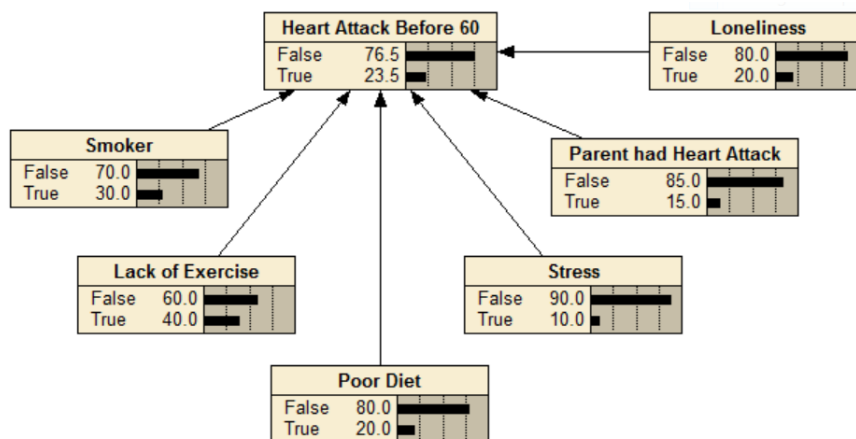 Heart Attack Before 60
False 76.5
True 23.5
Loneliness
False 80.0
True 20.0
Smoker
False 70.0
True 30.0
Parent had Heart Attack
False 85.0
True 15.0
Lack of Exercise
False 60.0
True 40.0
Stress
False 90.0
True 10.0
Poor Diet
False 80.0
True 20.0